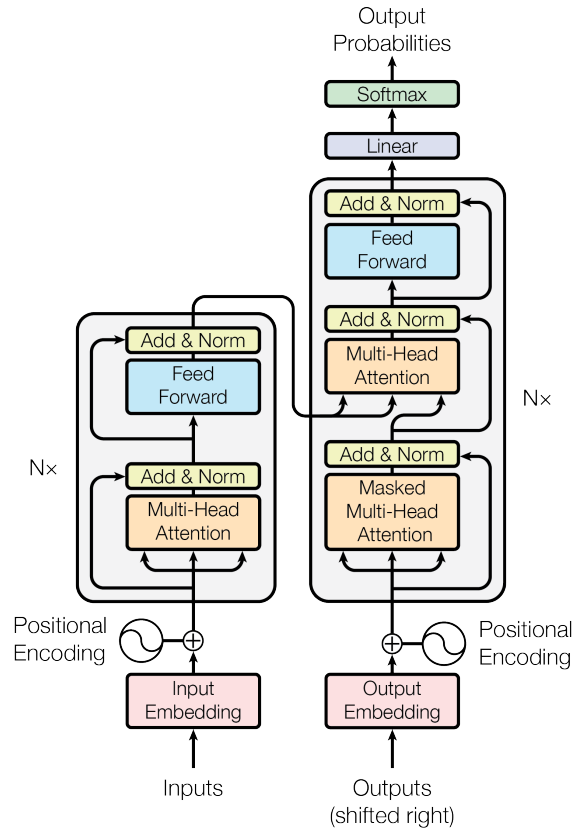 Output
Probabilities
Softmax
Linear
Add & Norm
Feed
Forward
Add & Norm
Multi-Head
Attention
Add & Norm
Masked
Multi-Head
Attention
N×
Add & Norm
Feed
Forward
Add & Norm
Multi-Head
Attention
N×
Positional
Encoding
Positional
Encoding
Input
Embedding
Output
Embedding
Inputs
Outputs
(shifted right)